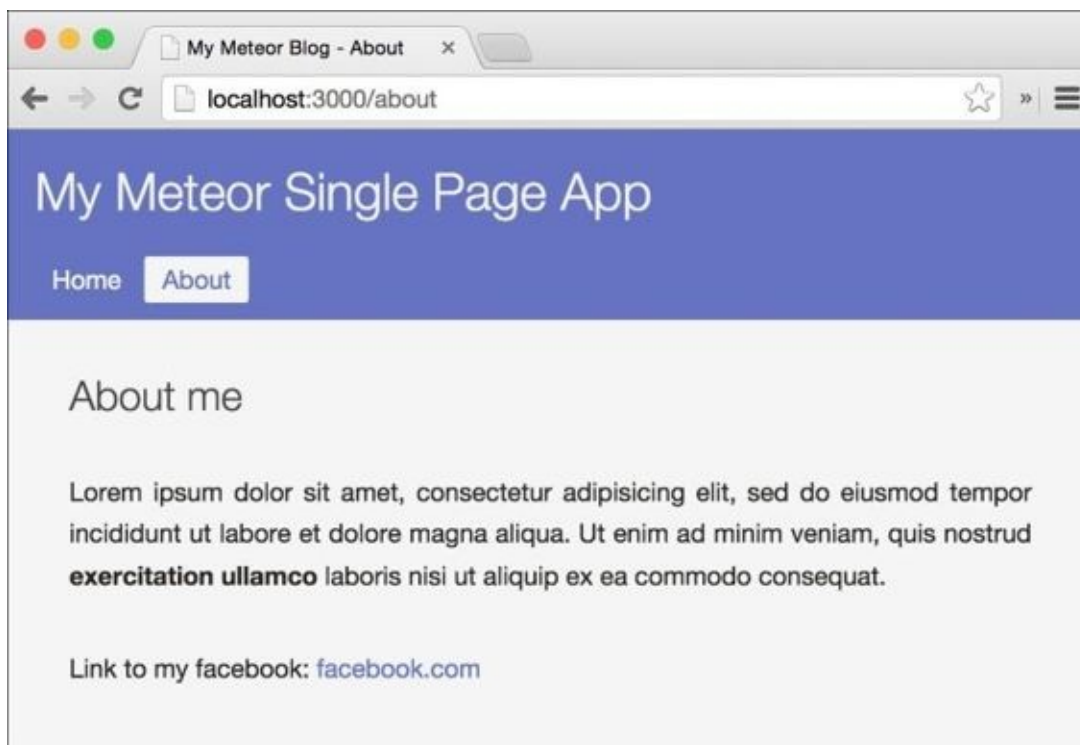 My Meteor Blog - About
localhost:3000/about
My Meteor Single Page App
Home About
About me
Lorem ipsum dolor sit amet, consectetur adipisicing elit, sed do eiusmod tempor
incididunt ut labore et dolore magna aliqua. Ut enim ad minim veniam, quis nostrud
exercitation ullamco laboris nisi ut aliquip ex ea commodo consequat.
Link to my facebook: facebook.com